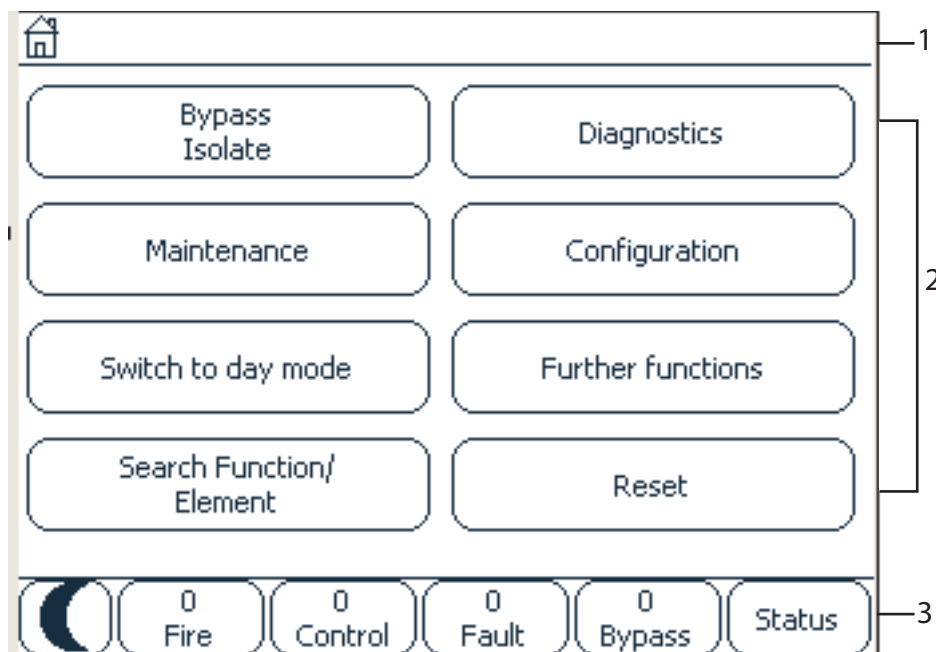 1
Bypass
Isolate
Diagnostics
Maintenance
Configuration
2
Switch to day mode
Further functions
Search Function/
Element
Reset
0
Fire
0
Control
0
Fault
0
Bypass
Status
3